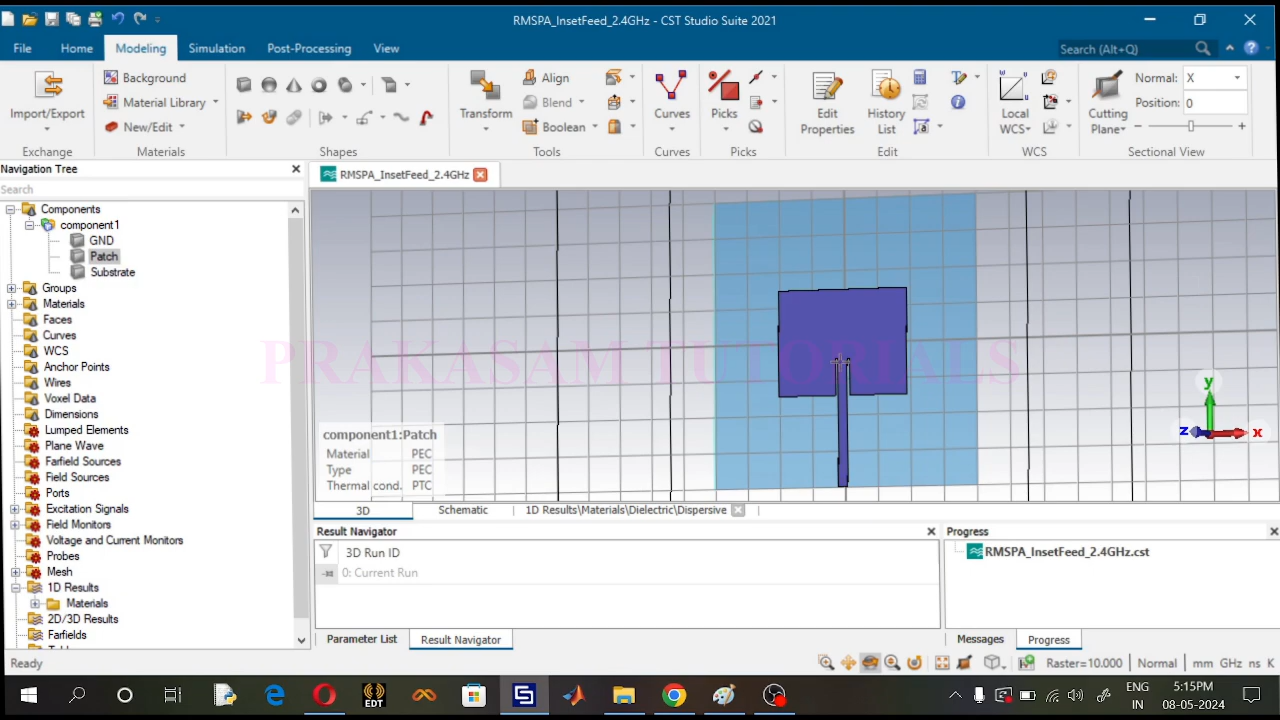 RMSPA_InsetFeed_2.4GHz - CST Studio Suite 2021
File Home Modeling Simulation Post-Processing View Search (Alt+Q)
Import/Export
Exchange
Background
Material Library
New/Edit
Materials
Shapes
Transform
Align
Blend
Boolean
Tools
Curves
Curves
Picks
Picks
Edit Properties
History List
Edit
Local WCS
WCS
Cutting Plane
Normal: X
Position: 0
Sectional View
Navigation Tree
Search
Components
component1
GND
Patch
Substrate
Groups
Materials
Faces
Curves
WCS
Anchor Points
Wires
Voxel Data
Dimensions
Lumped Elements
Plane Wave
Farfield Sources
Field Sources
Ports
Excitation Signals
Field Monitors
Voltage and Current Monitors
Probes
Mesh
1D Results
Materials
2D/3D Results
Farfields
RMSPA_InsetFeed_2.4GHz
PRAKASAM TUTORIALS
component1:Patch
Material PEC
Type PEC
Thermal cond. PTC
y
z x
3D Schematic 1D Results\Materials\Dielectric\Dispersive
Result Navigator
3D Run ID
0: Current Run
Parameter List Result Navigator
Progress
RMSPA_InsetFeed_2.4GHz.cst
Messages Progress
Ready Raster=10.000 Normal mm GHz ns K
EDT
ENG
IN
5:15PM
08-05-2024